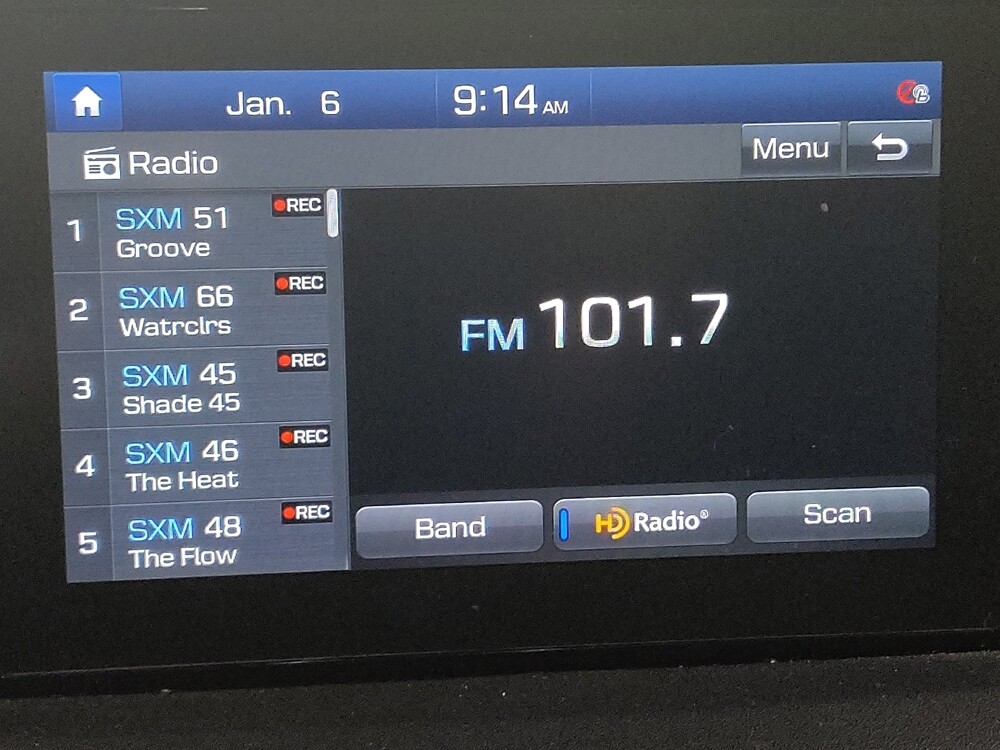 Jan. 6 9:14 AM
Radio
Menu
1 SXM 51 REC
Groove
2 SXM 66 REC
Watrclrs
3 SXM 45 REC
Shade 45
4 SXM 46 REC
The Heat
5 SXM 48 REC
The Flow
FM 101.7
Band
HD Radio®
Scan